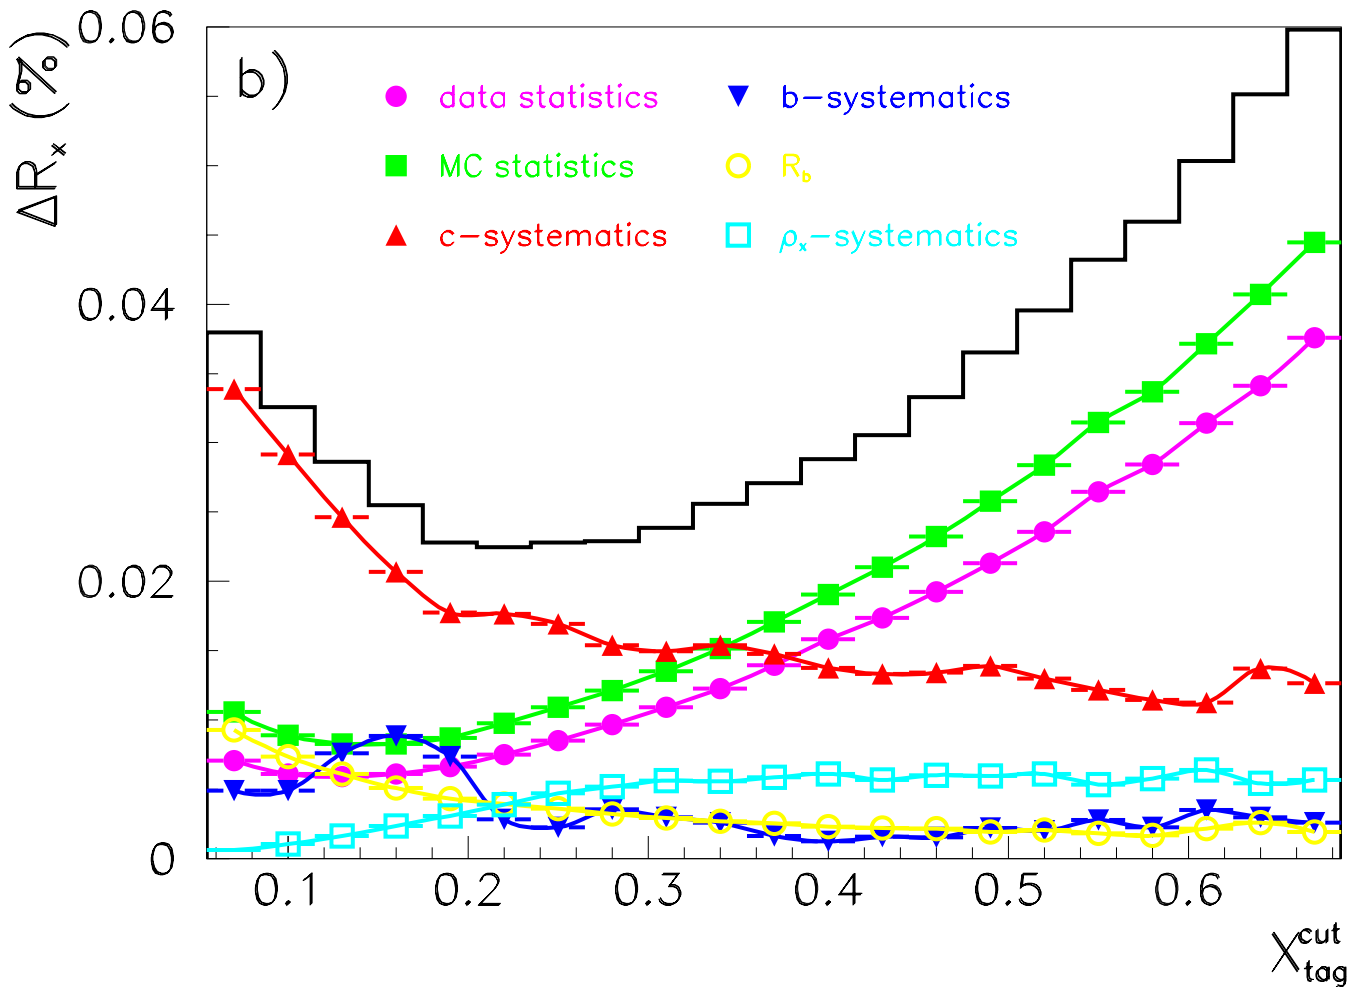 ΔRₓ (%)
b)
data statistics
MC statistics
c-systematics
b-systematics
R_b
ρₓ-systematics
0.06
0.04
0.02
0
0.1 0.2 0.3 0.4 0.5 0.6
X_tag^cut